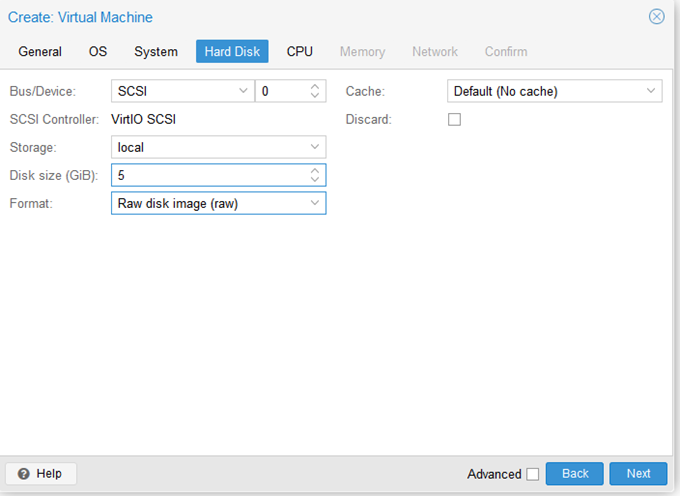 Create: Virtual Machine
General OS System Hard Disk CPU Memory Network Confirm
Bus/Device: SCSI 0 Cache: Default (No cache)
SCSI Controller: VirtIO SCSI Discard:
Storage: local
Disk size (GiB): 5
Format: Raw disk image (raw)
Help Advanced Back Next